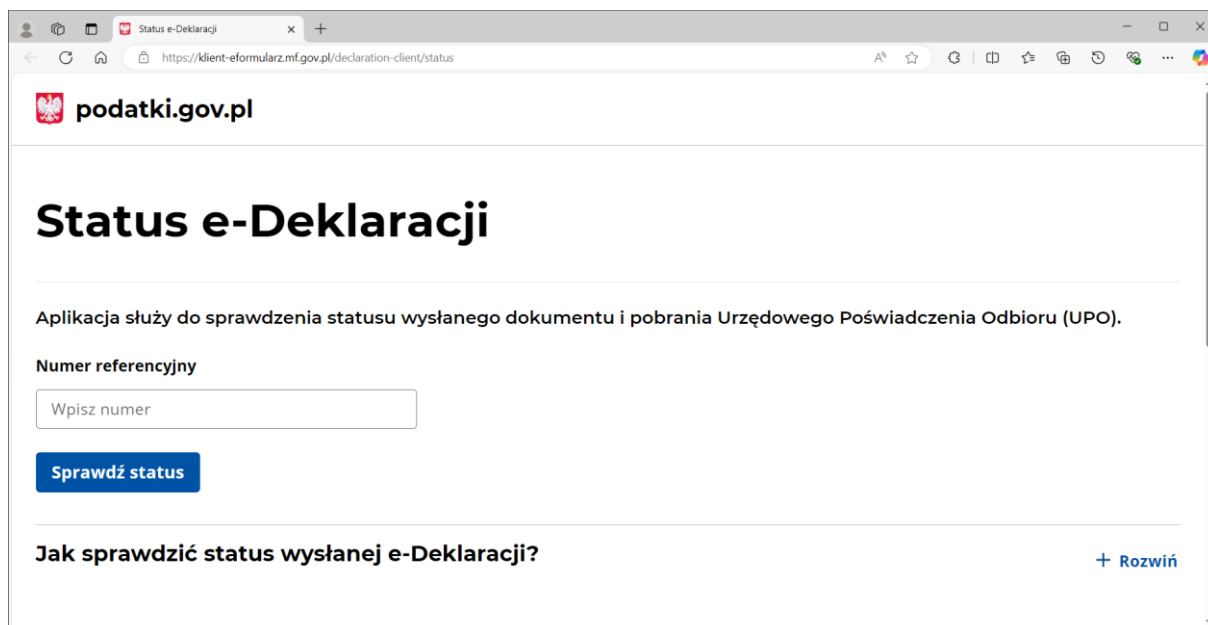 Status e-Deklaracji
https://klient-eformularz.mf.gov.pl/declaration-client/status
podatki.gov.pl
Status e-Deklaracji
Aplikacja służy do sprawdzenia statusu wysłanego dokumentu i pobrania Urzędowego Poświadczenia Odbioru (UPO).
Numer referencyjny
Wpisz numer
Sprawdź status
Jak sprawdzić status wysłanej e-Deklaracji?
+ Rozwiń